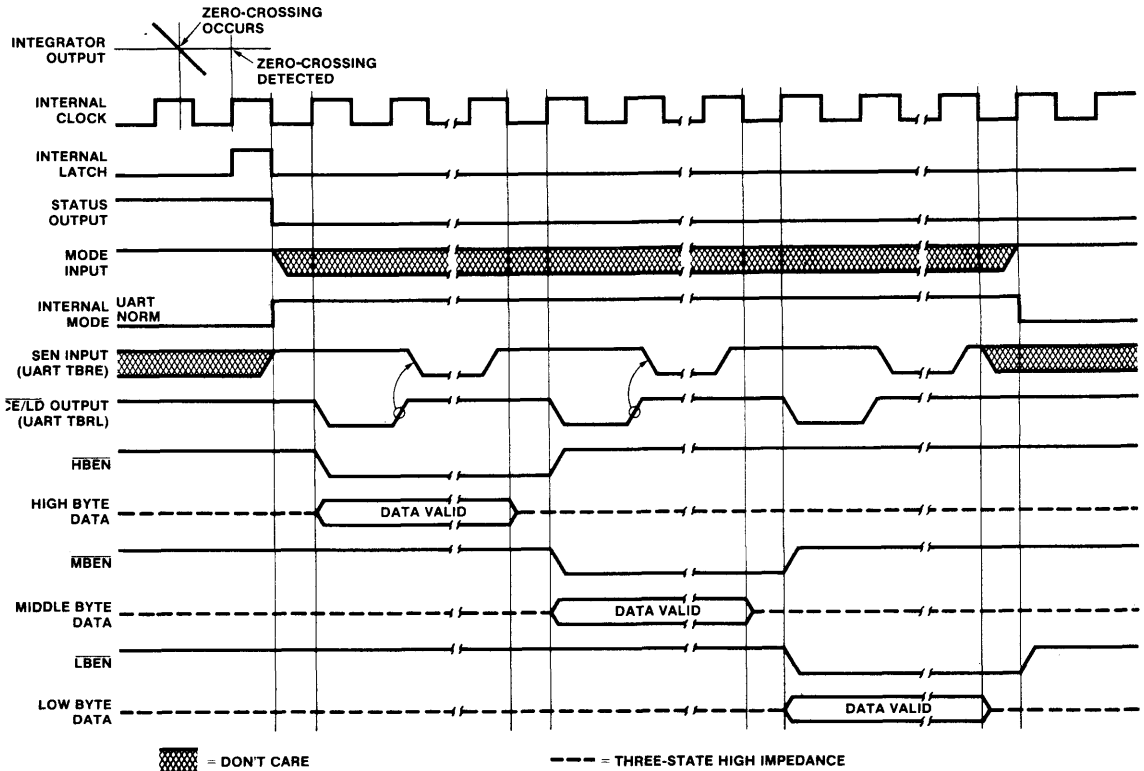 ZERO-CROSSING
OCCURS
INTEGRATOR
OUTPUT
ZERO-CROSSING
DETECTED
INTERNAL
CLOCK
INTERNAL
LATCH
STATUS
OUTPUT
MODE
INPUT
INTERNAL
MODE
UART
NORM
SEN INPUT
(UART TBRE)
CE/LD OUTPUT
(UART TBRL)
HBEN
HIGH BYTE
DATA
DATA VALID
MBEN
MIDDLE BYTE
DATA
DATA VALID
LBEN
LOW BYTE
DATA
DATA VALID
= DON'T CARE
= THREE-STATE HIGH IMPEDANCE